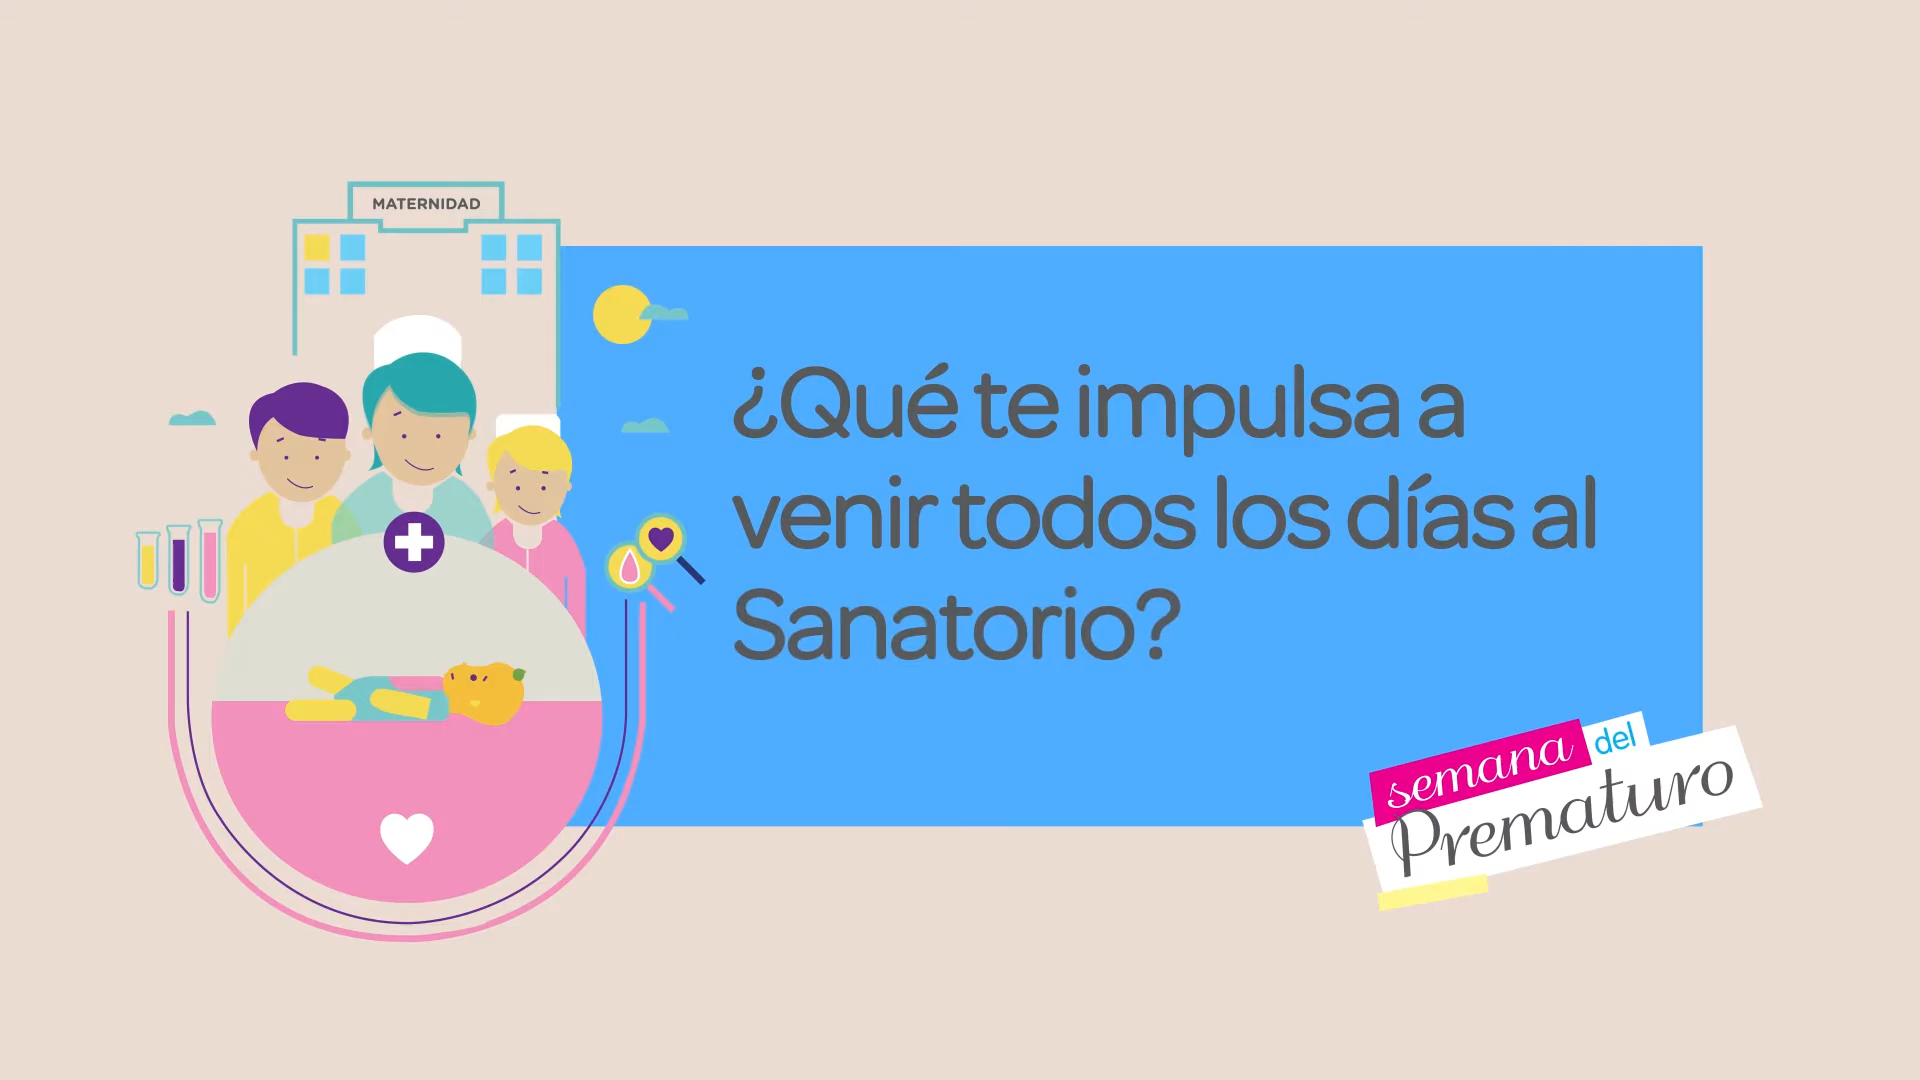 MATERNIDAD
¿Qué te impulsa a
venir todos los días al
Sanatorio?
semana del
Prematuro